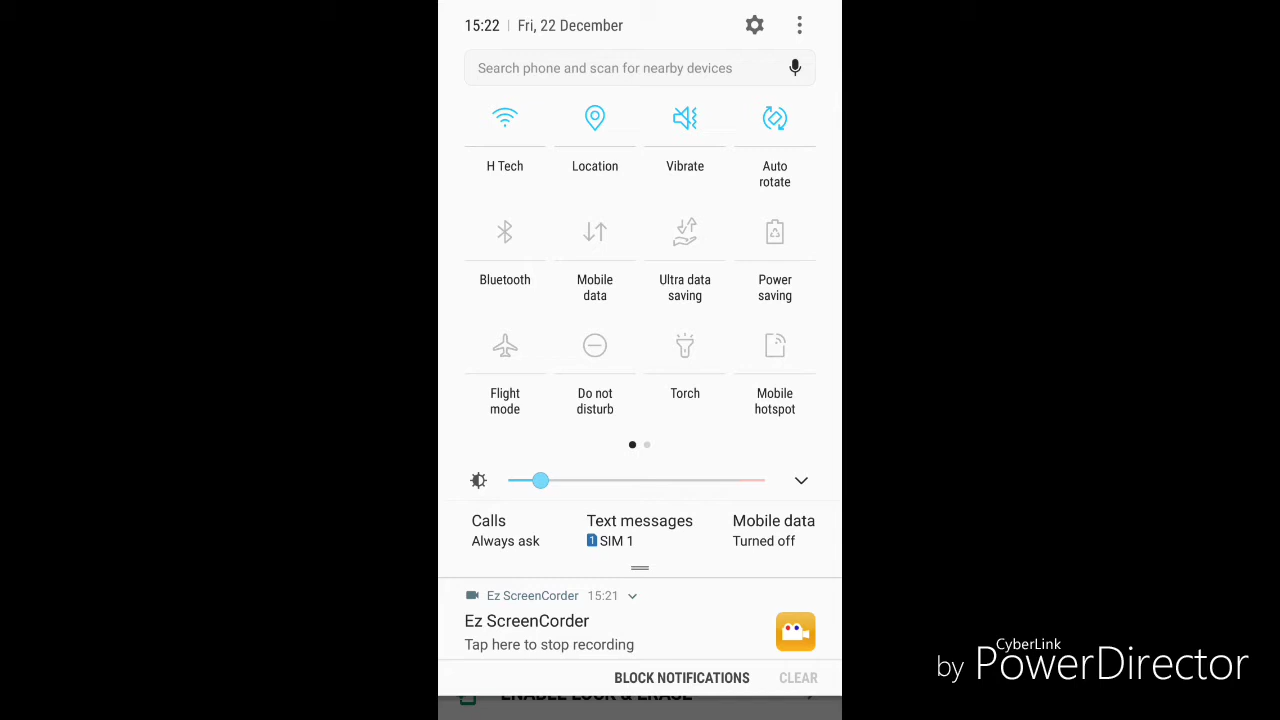 15:22 | Fri, 22 December
Search phone and scan for nearby devices
H Tech
Location
Vibrate
Auto
rotate
Bluetooth
Mobile
data
Ultra data
saving
Power
saving
Flight
mode
Do not
disturb
Torch
Mobile
hotspot
Calls
Always ask
Text messages
1 SIM 1
Mobile data
Turned off
Ez ScreenCorder 15:21
Ez ScreenCorder
Tap here to stop recording
BLOCK NOTIFICATIONS CLEAR
ENABLE LOCK & ERASE
CyberLink
by PowerDirector